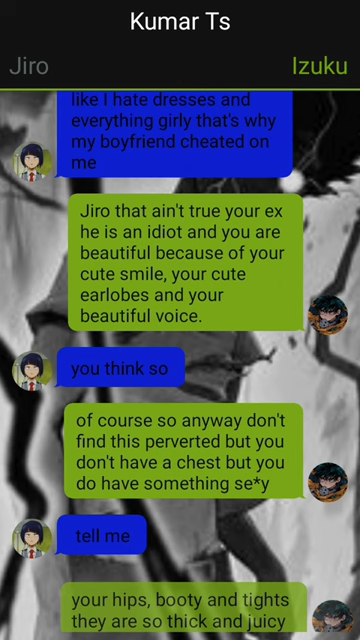 Kumar Ts
Jiro
Izuku
like I hate dresses and
everything girly that's why
my boyfriend cheated on
me
Jiro that ain't true your ex
he is an idiot and you are
beautiful because of your
cute smile, your cute
earlobes and your
beautiful voice.
you think so
of course so anyway don't
find this perverted but you
don't have a chest but you
do have something se*y
tell me
your hips, booty and tights
they are so thick and juicy